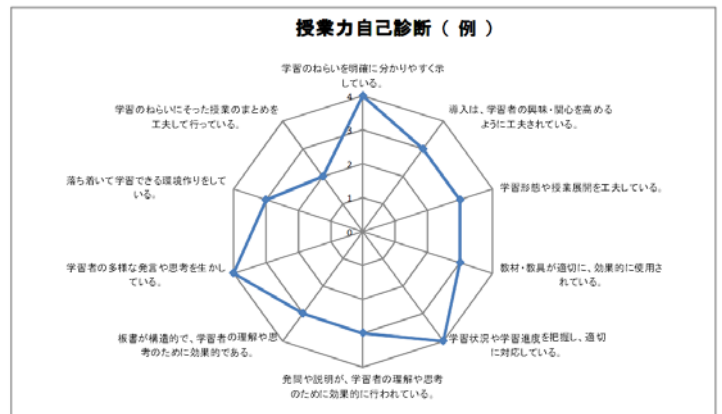 授業力自己診断 ( 例 )
学習のねらいを明確に分かりやすく示
している。
導入は、学習者の興味・関心を高める
ように工夫されている。
学習形態や授業展開を工夫している。
教材・教具が適切に、効果的に使用さ
れている。
学習状況や学習進度を把握し、適切
に対応している。
発問や説明が、学習者の理解や思考
のために効果的に行われている。
板書が構造的で、学習者の理解や思
考のために効果的である。
学習者の多様な発言や思考を生かし
ている。
落ち着いて学習できる環境作りをして
いる。
学習のねらいにそった授業のまとめを
工夫して行っている。
4
3
2
1
0